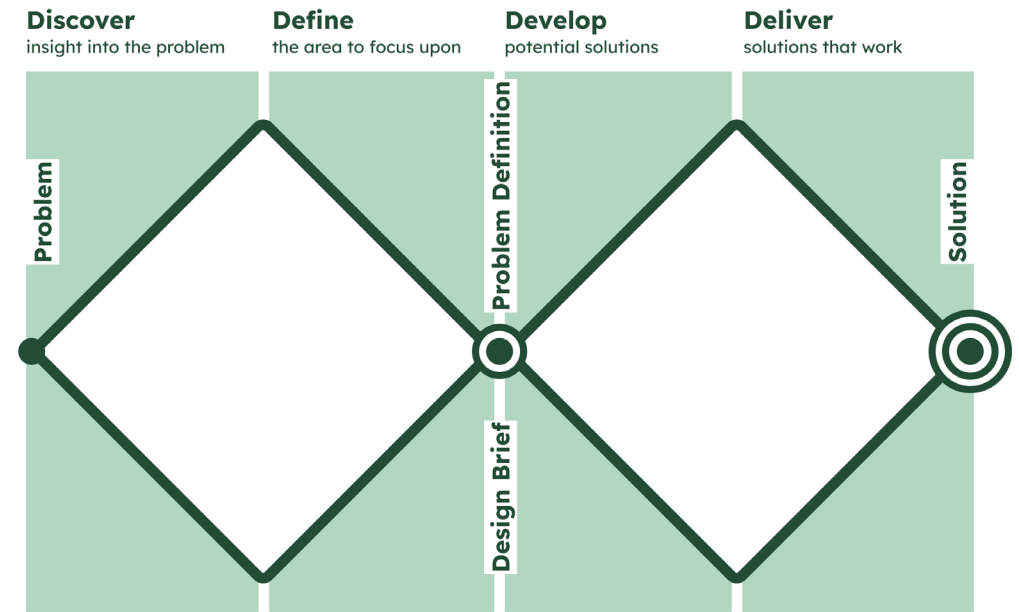 Discover
insight into the problem
Define
the area to focus upon
Develop
potential solutions
Deliver
solutions that work
Problem
Problem Definition
Design Brief
Solution